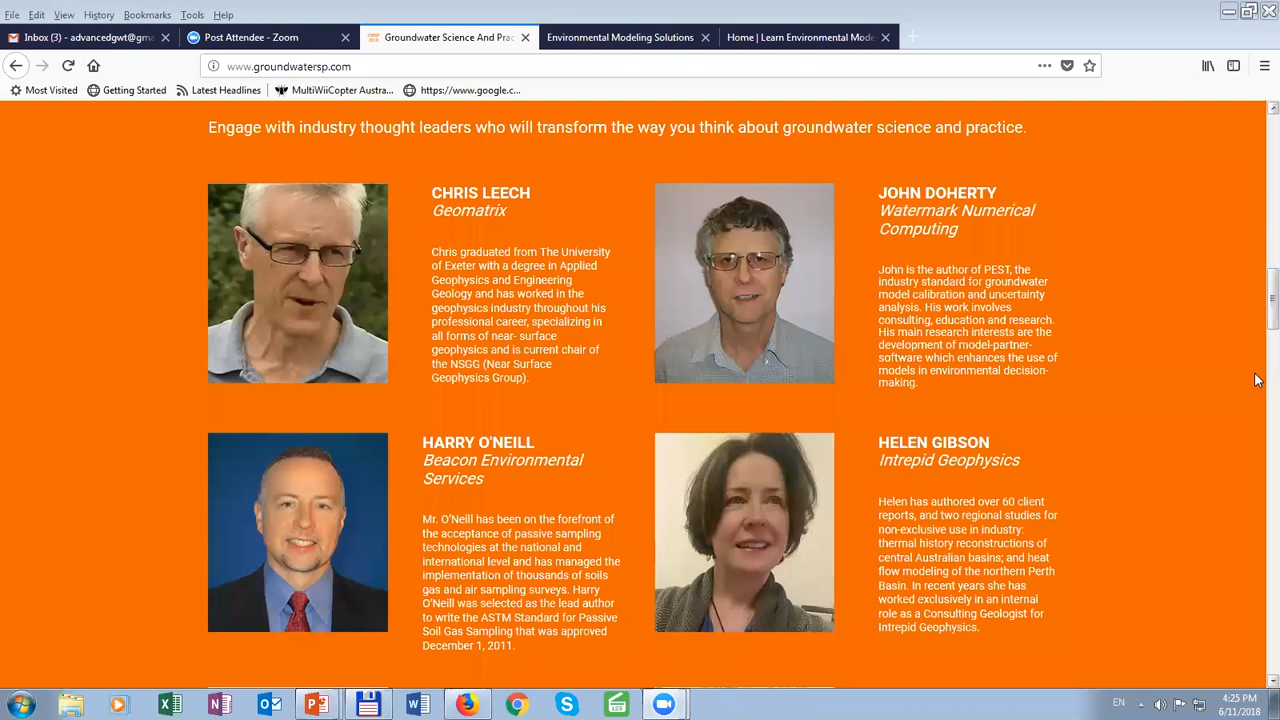 File Edit View History Bookmarks Tools Help
Inbox (3) - advancedgwt@gma
Post Attendee - Zoom
Groundwater Science And Prac
Environmental Modeling Solutions
Home | Learn Environmental Mode
www.groundwatersp.com
Most Visited
Getting Started
Latest Headlines
MultiWiiCopter Austra...
https://www.google.c...
Engage with industry thought leaders who will transform the way you think about groundwater science and practice.
CHRIS LEECH
Geomatrix
Chris graduated from The University
of Exeter with a degree in Applied
Geophysics and Engineering
Geology and has worked in the
geophysics industry throughout his
professional career, specializing in
all forms of near- surface
geophysics and is current chair of
the NSGG (Near Surface
Geophysics Group).
JOHN DOHERTY
Watermark Numerical
Computing
John is the author of PEST, the
industry standard for groundwater
model calibration and uncertainty
analysis. His work involves
consulting, education and research.
His main research interests are the
development of model-partner-
software which enhances the use of
models in environmental decision-
making.
HARRY O'NEILL
Beacon Environmental
Services
Mr. O'Neill has been on the forefront of
the acceptance of passive sampling
technologies at the national and
international level and has managed the
implementation of thousands of soils
gas and air sampling surveys. Harry
O'Neill was selected as the lead author
to write the ASTM Standard for Passive
Soil Gas Sampling that was approved
December 1, 2011.
HELEN GIBSON
Intrepid Geophysics
Helen has authored over 60 client
reports, and two regional studies for
non-exclusive use in industry:
thermal history reconstructions of
central Australian basins; and heat
flow modeling of the northern Perth
Basin. In recent years she has
worked exclusively in an internal
role as a Consulting Geologist for
Intrepid Geophysics.
EN
4:25 PM
6/11/2018